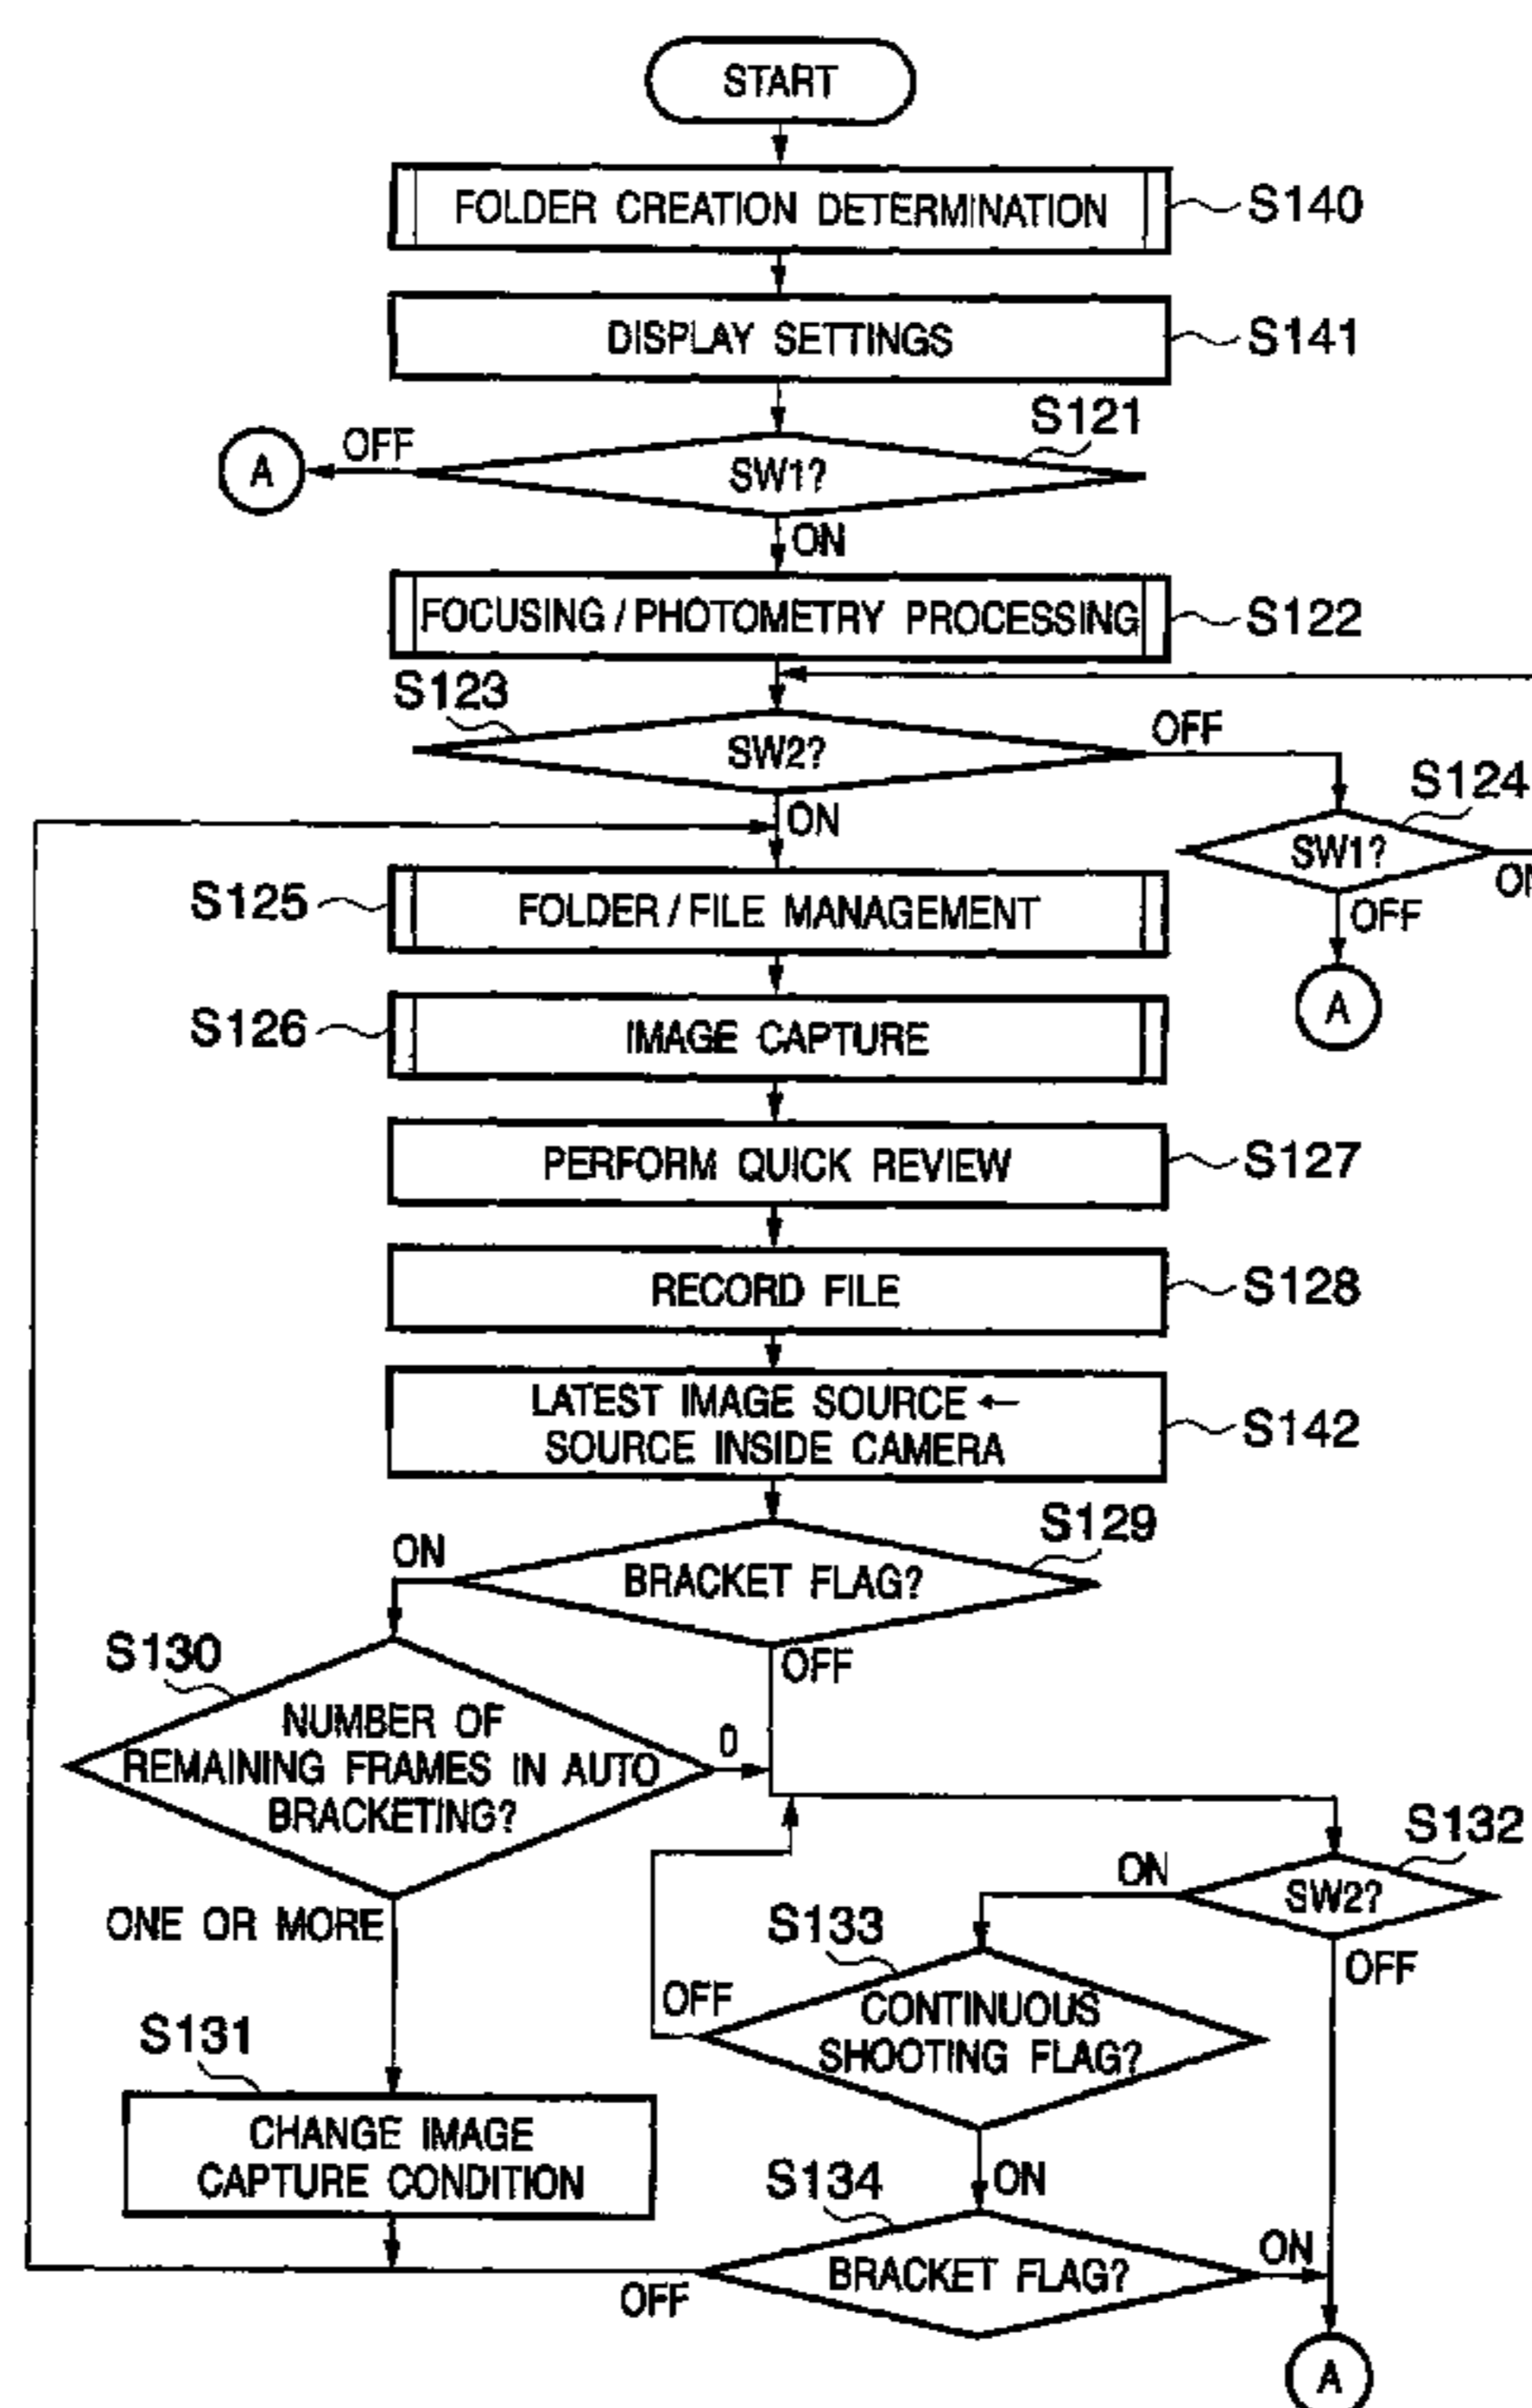 START
FOLDER CREATION DETERMINATION
S140
DISPLAY SETTINGS
S141
S121
A
OFF
SW1?
ON
FOCUSING / PHOTOMETRY PROCESSING
S122
S123
SW2?
OFF
S124
ON
SW1?
ON
OFF
A
S125
FOLDER / FILE MANAGEMENT
S126
IMAGE CAPTURE
PERFORM QUICK REVIEW
S127
RECORD FILE
S128
LATEST IMAGE SOURCE ←
SOURCE INSIDE CAMERA
S142
S129
ON
BRACKET FLAG?
OFF
S130
NUMBER OF
REMAINING FRAMES IN AUTO
BRACKETING?
0
ONE OR MORE
S132
ON
SW2?
OFF
S133
OFF
CONTINUOUS
SHOOTING FLAG?
ON
S131
CHANGE IMAGE
CAPTURE CONDITION
S134
BRACKET FLAG?
ON
OFF
A